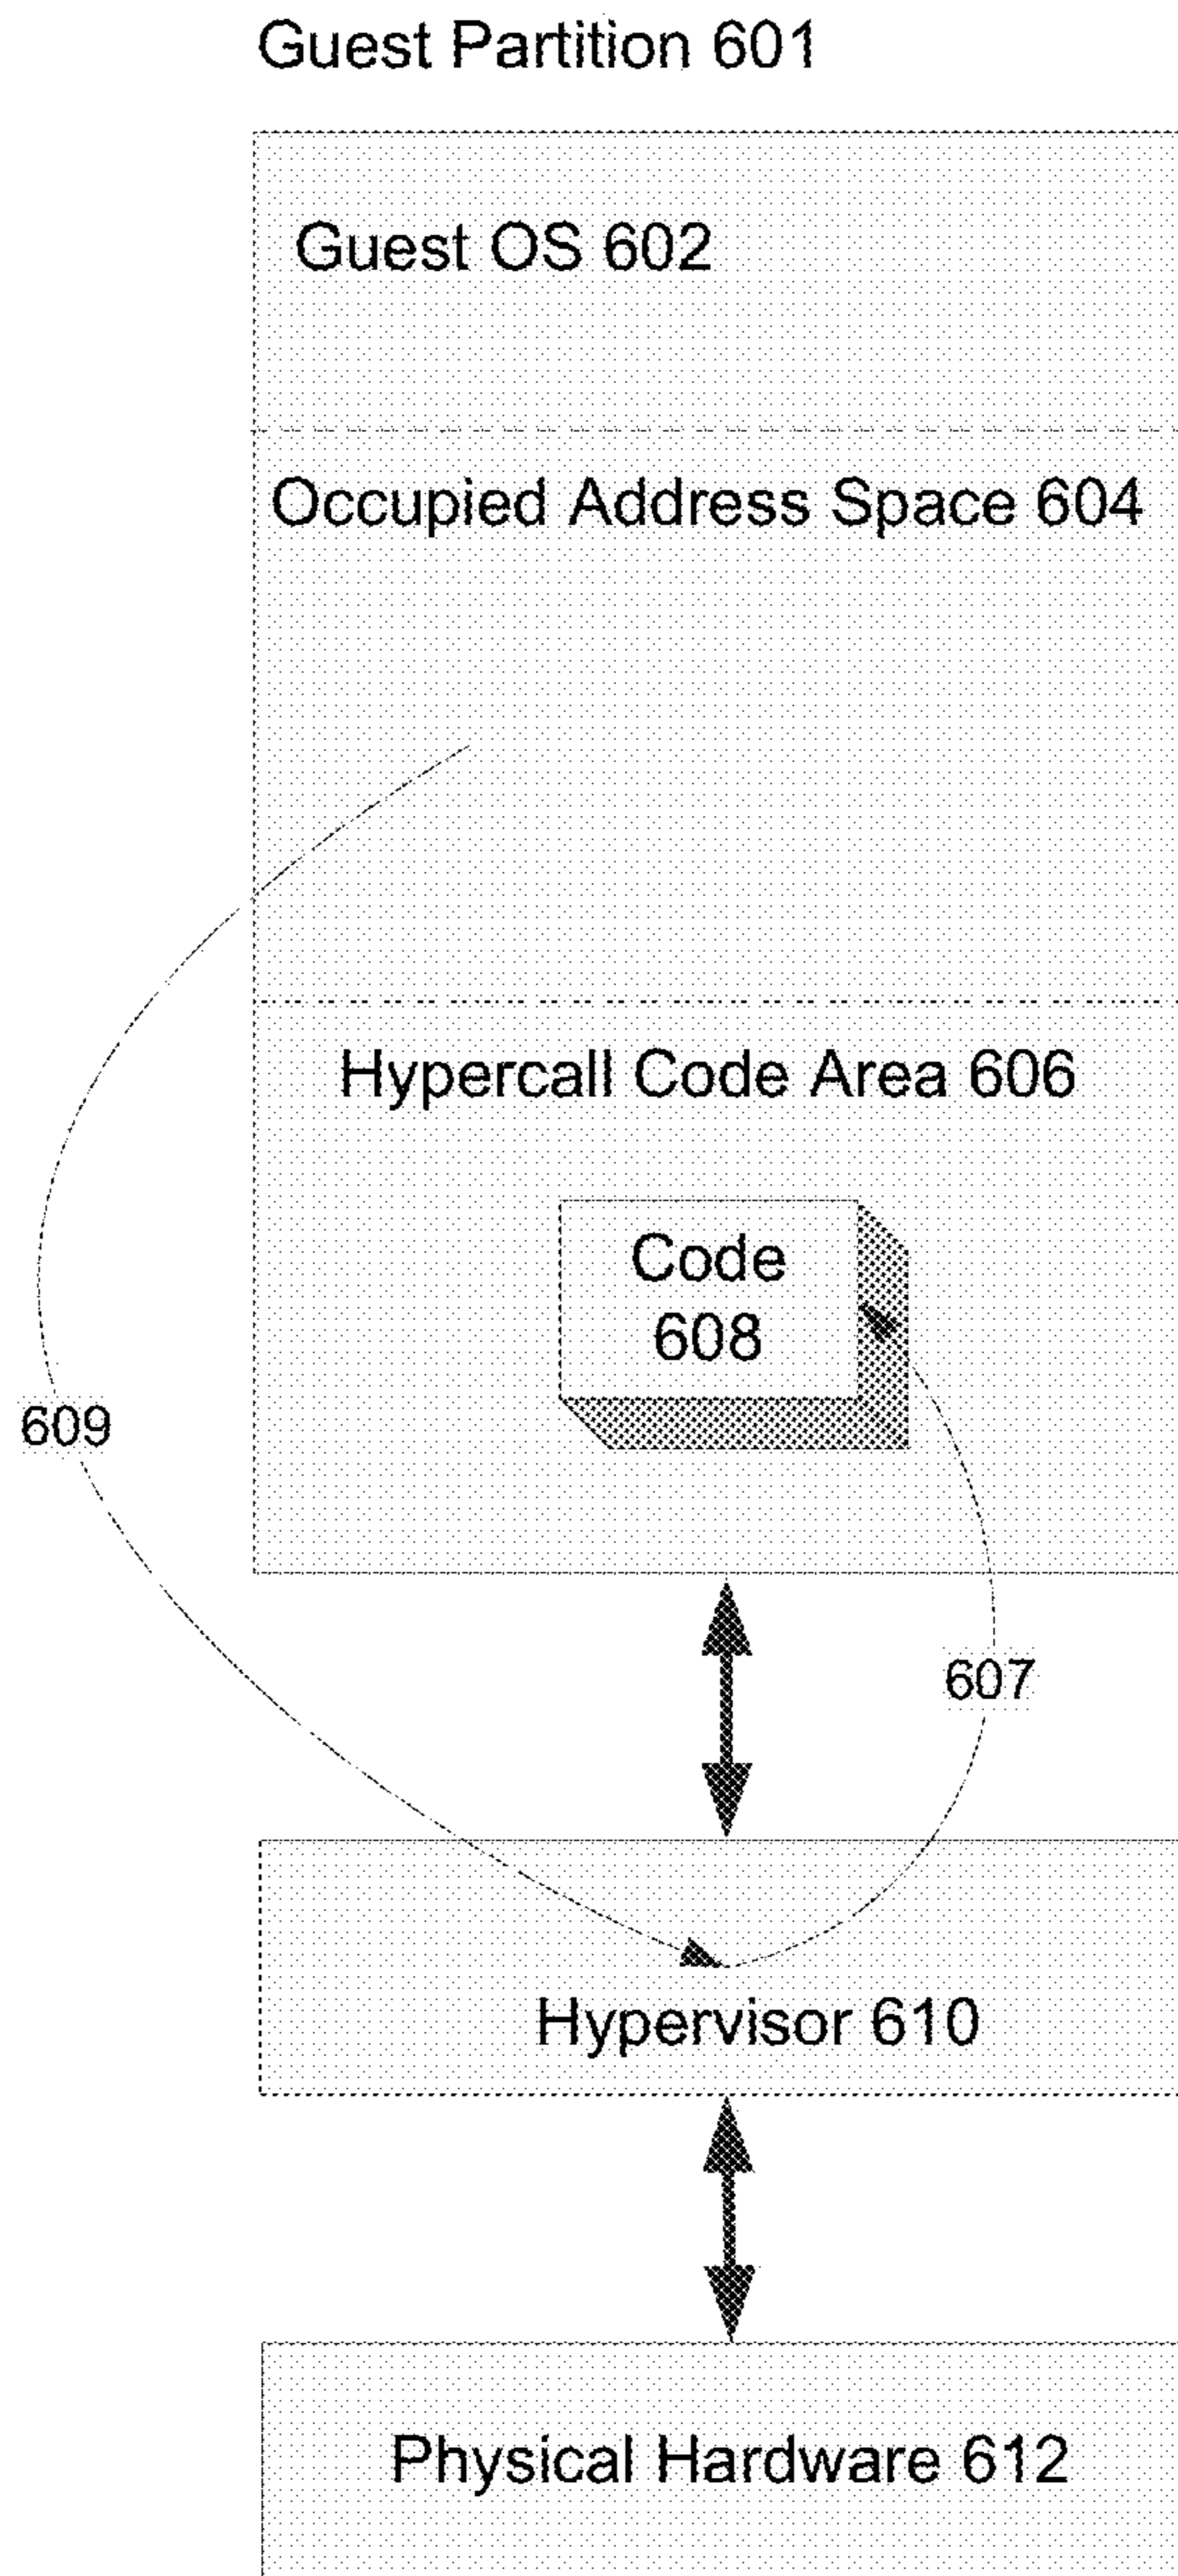 Guest Partition 601
Guest OS 602
Occupied Address Space 604
Hypercall Code Area 606
Code
608
609
607
Hypervisor 610
Physical Hardware 612